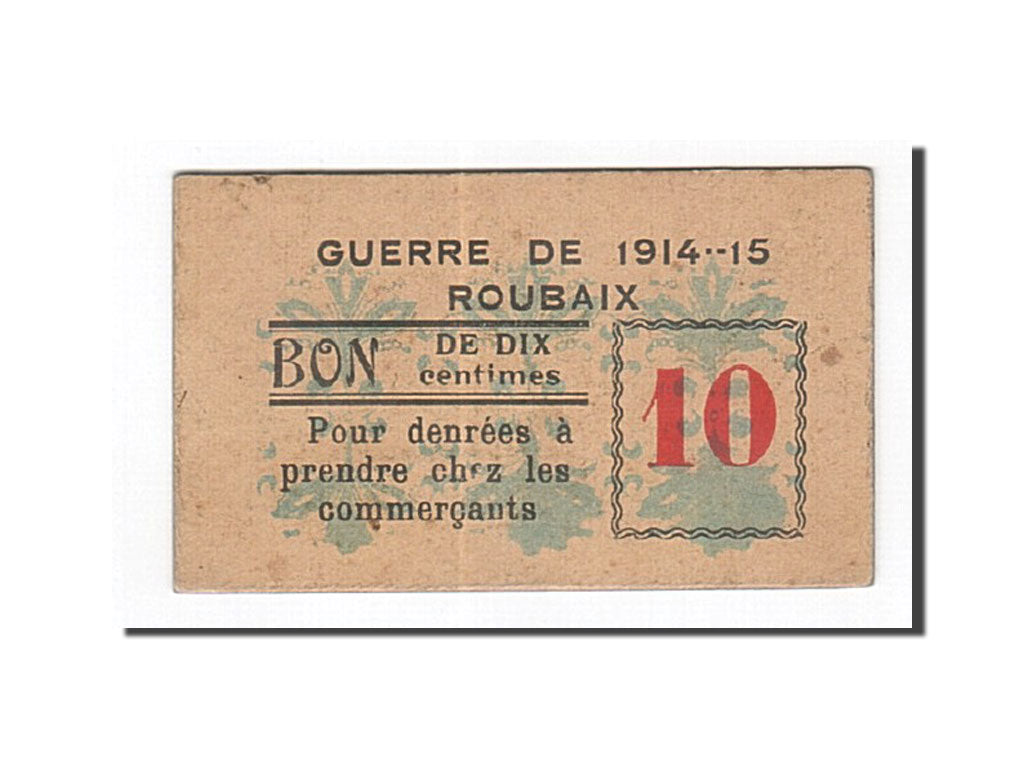 GUERRE DE 1914--15
ROUBAIX
BON DE DIX
centimes
10
Pour denrées à
prendre chez les
commerçants